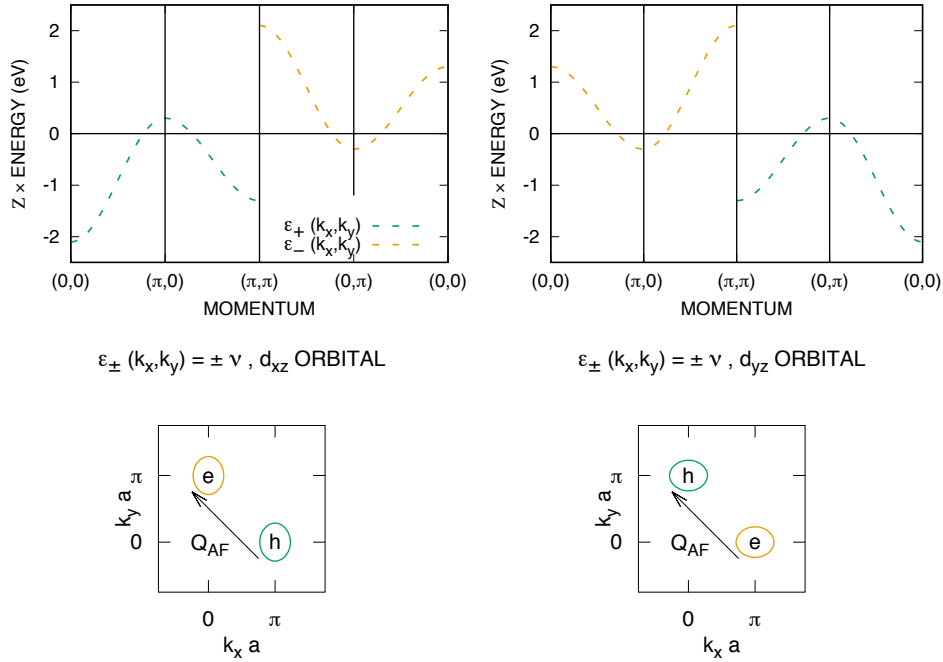 2
1
0
-1
-2
Z × ENERGY (eV)
ε+ (kx,ky)
ε− (kx,ky)
(0,0) (π,0) (π,π) (0,π) (0,0)
MOMENTUM
ε± (kx,ky) = ± ν , dxz ORBITAL
2
1
0
-1
-2
Z × ENERGY (eV)
(0,0) (π,0) (π,π) (0,π) (0,0)
MOMENTUM
ε± (kx,ky) = ± ν , dyz ORBITAL
ky a
π
0
e
h
QAF
0 π
kx a
ky a
π
0
h
e
QAF
0 π
kx a